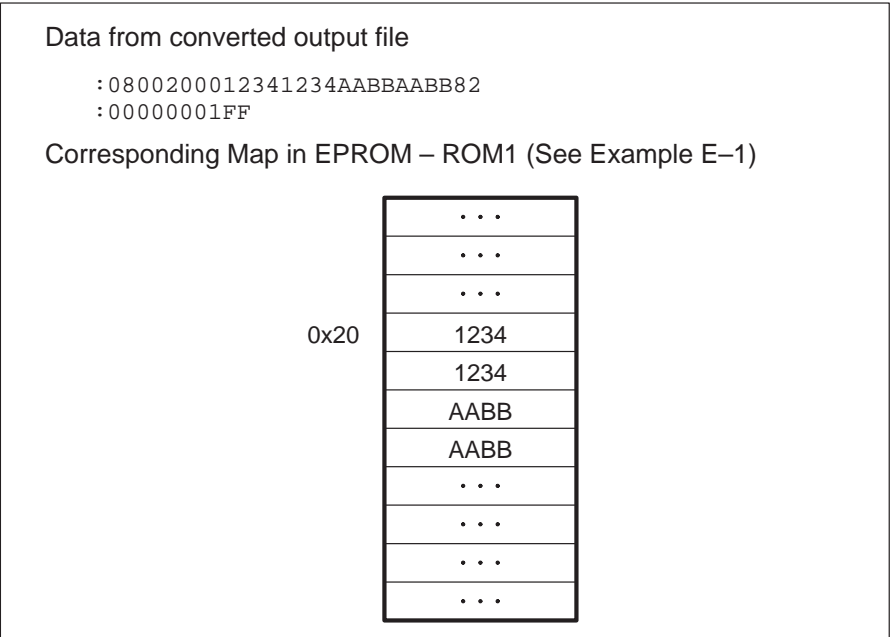 Data from converted output file
:0800200012341234AABBAABB82
:00000001FF
Corresponding Map in EPROM – ROM1 (See Example E–1)
. . .
. . .
. . .
0x20 1234
1234
AABB
AABB
. . .
. . .
. . .
. . .